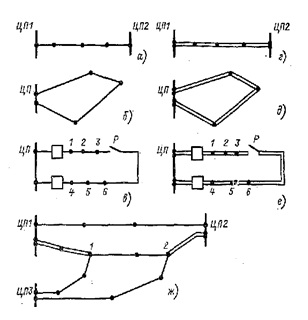 ЦП1 ЦП2 ЦП1 ЦП2
а) г)
ЦП ЦП
б) д)
ЦП 1 2 3 Р ЦП 1 2 3 Р
4 5 6 4 5 6
в) е)
ЦП1 ЦП2
1 2
ЦП3 ж)